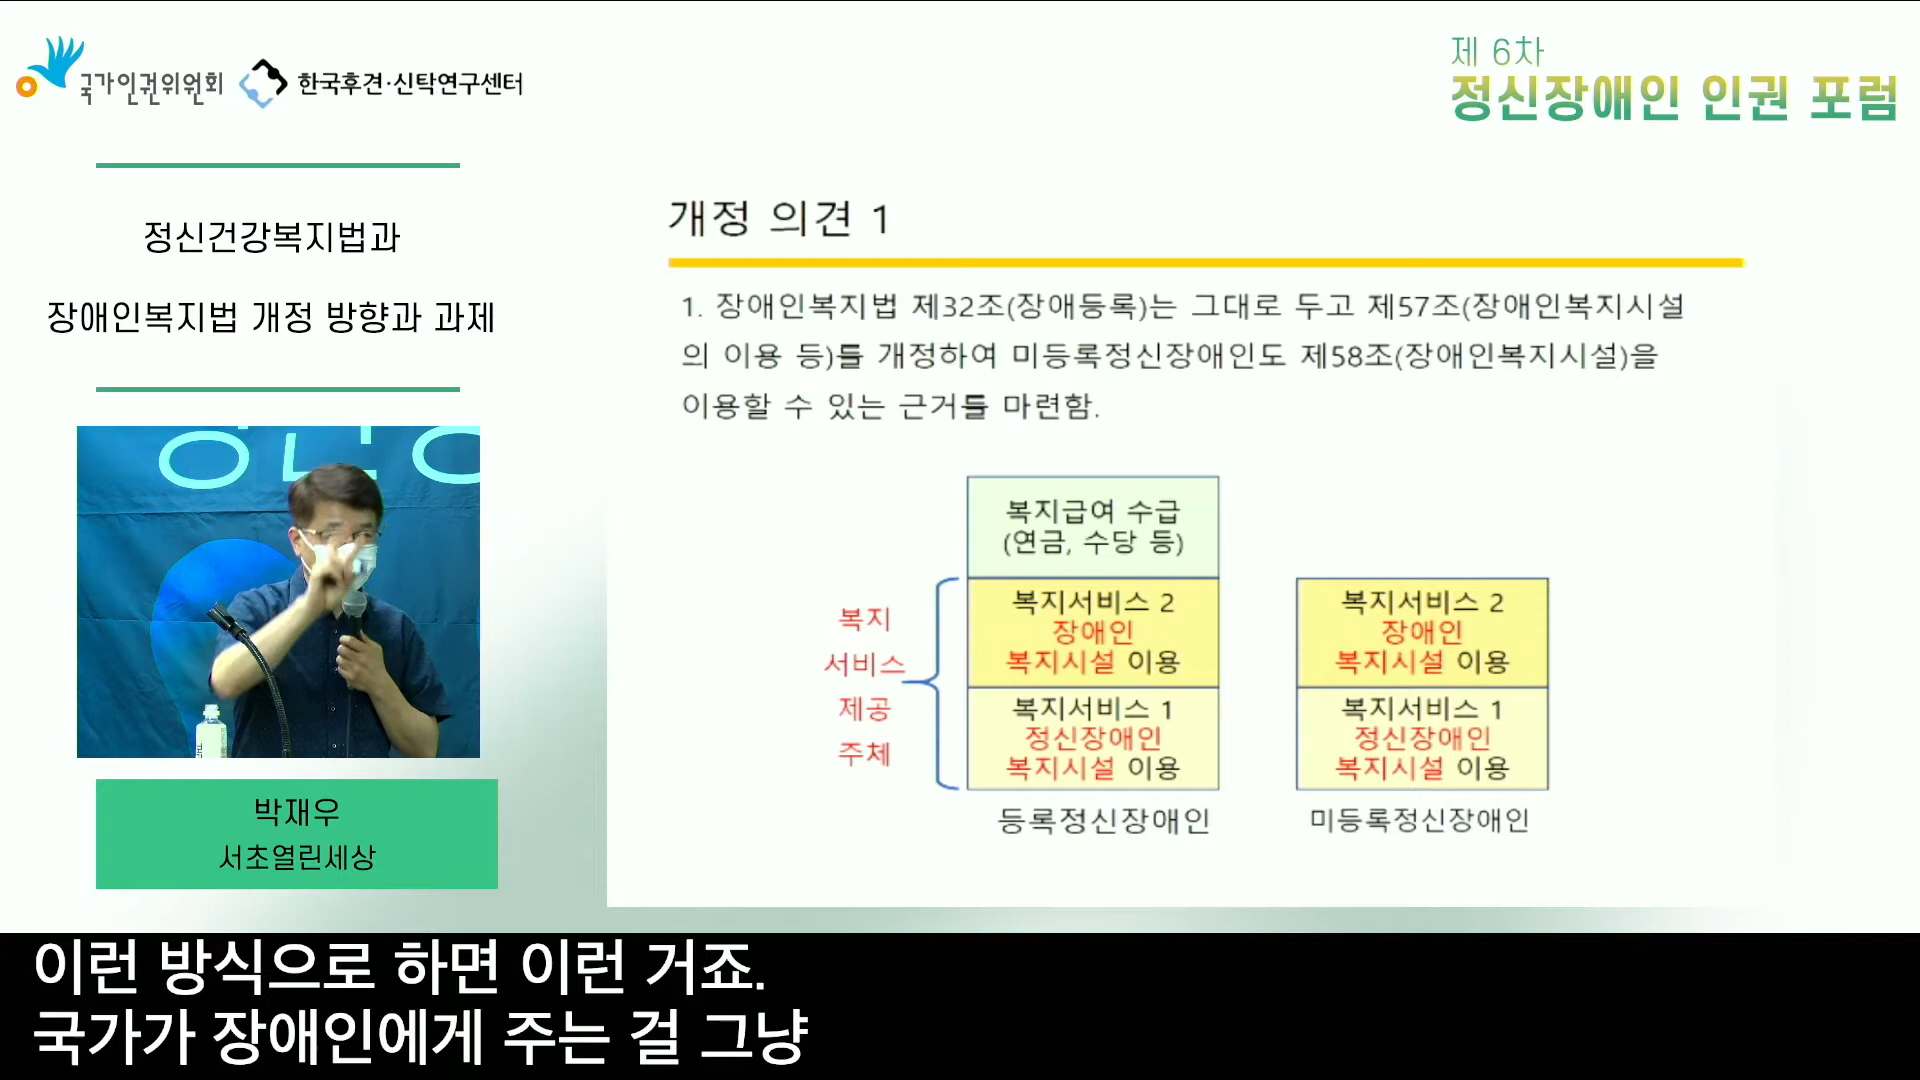 국가인권위원회
한국후견·신탁연구센터
제 6차
정신장애인 인권 포럼
정신건강복지법과
장애인복지법 개정 방향과 과제
박재우
서초열린세상
개정 의견 1
1. 장애인복지법 제32조(장애등록)는 그대로 두고 제57조(장애인복지시설
의 이용 등)를 개정하여 미등록정신장애인도 제58조(장애인복지시설)을
이용할 수 있는 근거를 마련함.
복지급여 수급
(연금, 수당 등)
복지
서비스
제공
주체
복지서비스 2
장애인
복지시설 이용
복지서비스 1
정신장애인
복지시설 이용
등록정신장애인
복지서비스 2
장애인
복지시설 이용
복지서비스 1
정신장애인
복지시설 이용
미등록정신장애인
이런 방식으로 하면 이런 거죠.
국가가 장애인에게 주는 걸 그냥